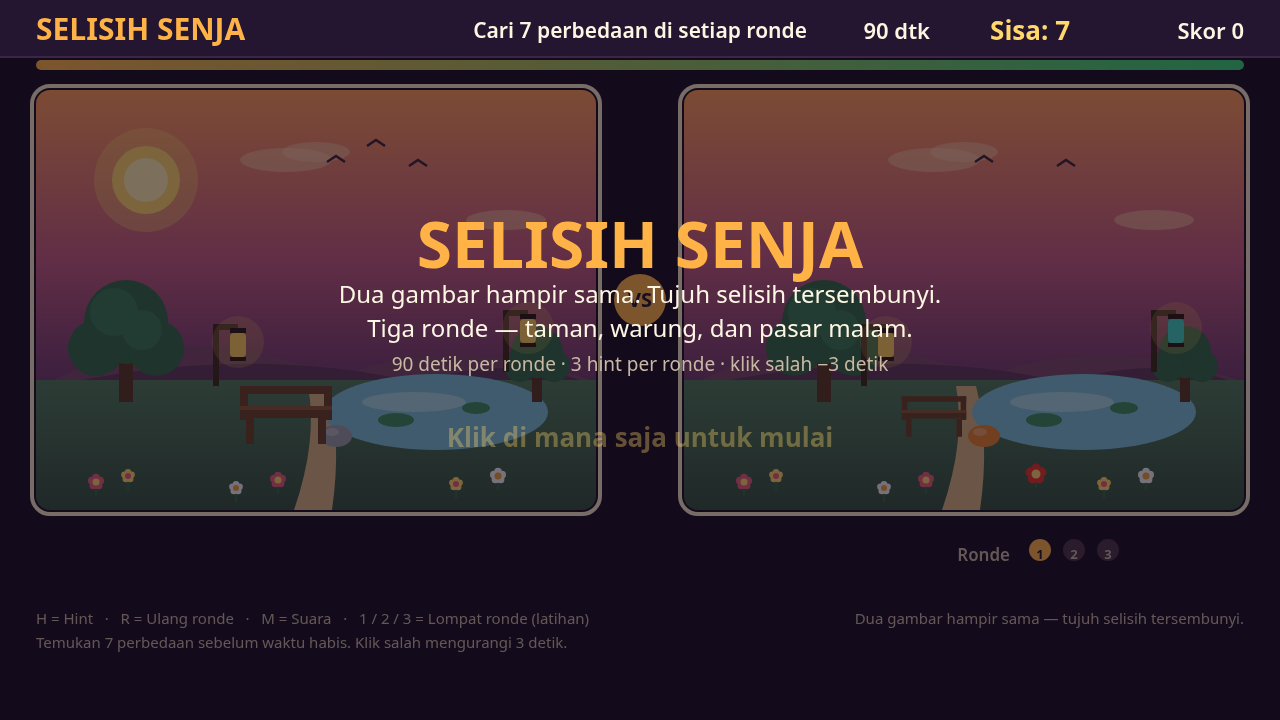 SELISIH SENJA
Cari 7 perbedaan di setiap ronde
90 dtk
Sisa: 7
Skor 0
SELISIH SENJA
VS
Dua gambar hampir sama. Tujuh selisih tersembunyi.
Tiga ronde — taman, warung, dan pasar malam.
90 detik per ronde · 3 hint per ronde · klik salah −3 detik
Klik di mana saja untuk mulai
Ronde 1 2 3
H = Hint · R = Ulang ronde · M = Suara · 1 / 2 / 3 = Lompat ronde (latihan)
Dua gambar hampir sama — tujuh selisih tersembunyi.
Temukan 7 perbedaan sebelum waktu habis. Klik salah mengurangi 3 detik.